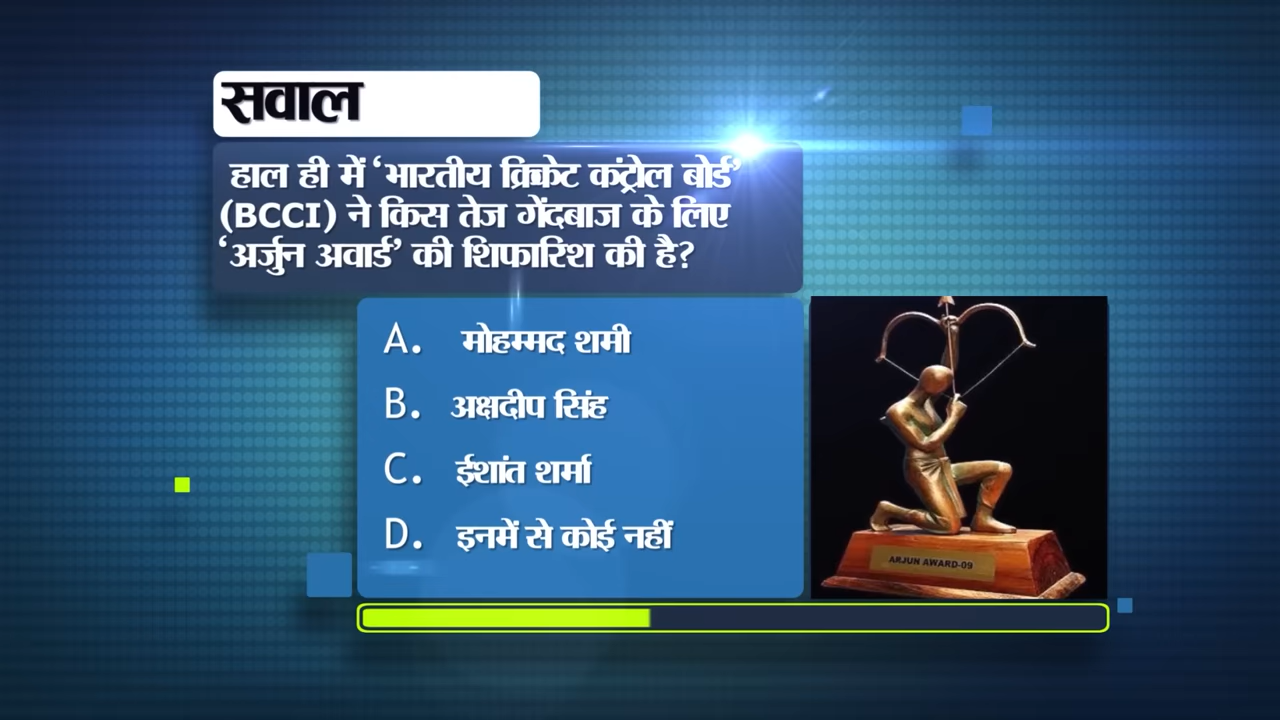 सवाल
हाल ही में ‘भारतीय क्रिकेट कंट्रोल बोर्ड’
(BCCI) ने किस तेज गेंदबाज के लिए
‘अर्जुन अवार्ड’ की शिफारिश की है?
A. मोहम्मद शमी
B. अक्षदीप सिंह
C. ईशांत शर्मा
D. इनमें से कोई नहीं
ARJUN AWARD-09